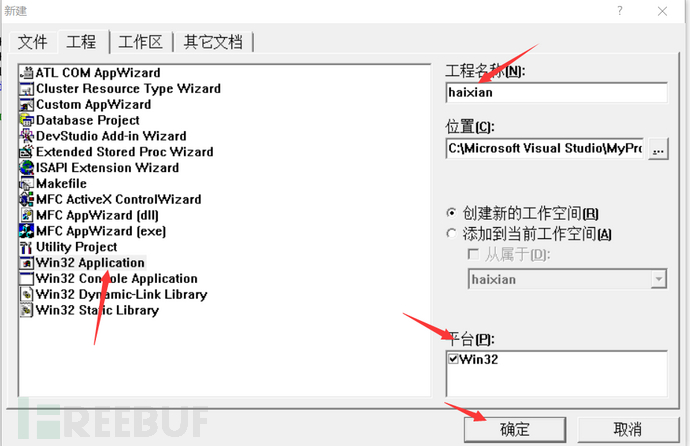 新建
文件 工程 工作区 其它文档
ATL COM AppWizard
Cluster Resource Type Wizard
Custom AppWizard
Database Project
DevStudio Add-in Wizard
Extended Stored Proc Wizard
ISAPI Extension Wizard
Makefile
MFC ActiveX ControlWizard
MFC AppWizard (dll)
MFC AppWizard (exe)
Utility Project
Win32 Application
Win32 Console Application
Win32 Dynamic-Link Library
Win32 Static Library
工程名称(N):
haixian
位置(C):
C:\Microsoft Visual Studio\MyPro
...
创建新的工作空间(R)
添加到当前工作空间(A)
从属于(D):
haixian
平台(P):
Win32
确定 取消
FREEBUF